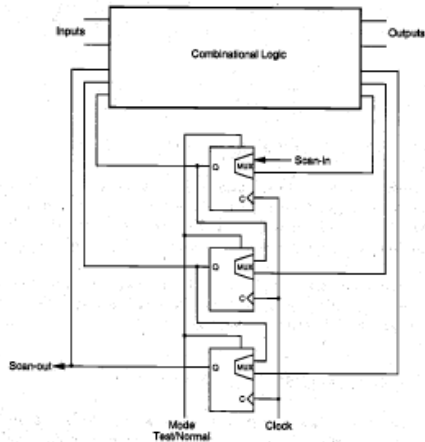 Inputs
Combinational Logic
Outputs
Q
MUX
Scan-In
C
Q
MUX
C
Q
MUX
Scan-out
C
Mode
Test/Normal
Clock